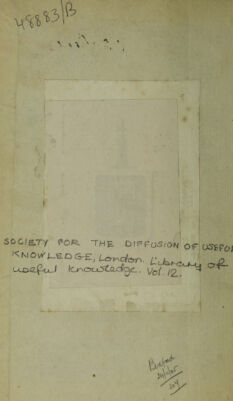 48883/B
SOCIETY FOR THE DIFFUSION OF USEFUL
KNOWLEDGE, London. Library of
useful knowledge. Vol. 12.